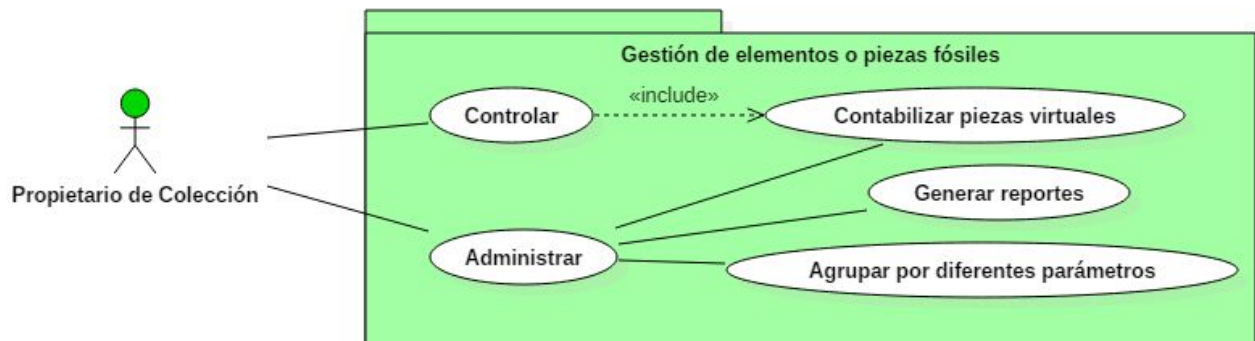 Gestión de elementos o piezas fósiles
«include»
Controlar
Contabilizar piezas virtuales
Generar reportes
Propietario de Colección
Administrar
Agrupar por diferentes parámetros